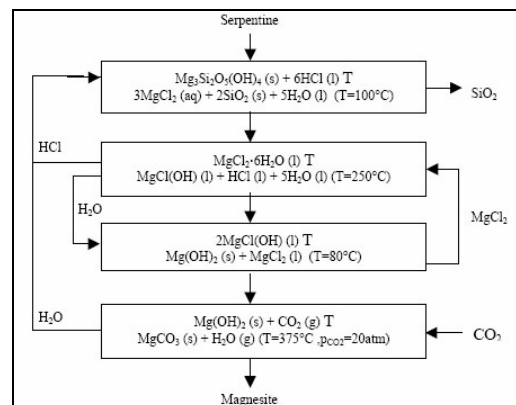 Serpentine
Mg₃Si₂O₅(OH)₄ (s) + 6HCl (l) T
3MgCl₂ (aq) + 2SiO₂ (s) + 5H₂O (l) (T=100°C)
SiO₂
HCl
MgCl₂·6H₂O (l) T
MgCl(OH) (l) + HCl (l) + 5H₂O (l) (T=250°C)
H₂O
MgCl₂
2MgCl(OH) (l) T
Mg(OH)₂ (s) + MgCl₂ (l) (T=80°C)
H₂O
Mg(OH)₂ (s) + CO₂ (g) T
MgCO₃ (s) + H₂O (g) (T=375°C ,pCO₂=20atm)
CO₂
Magnesite